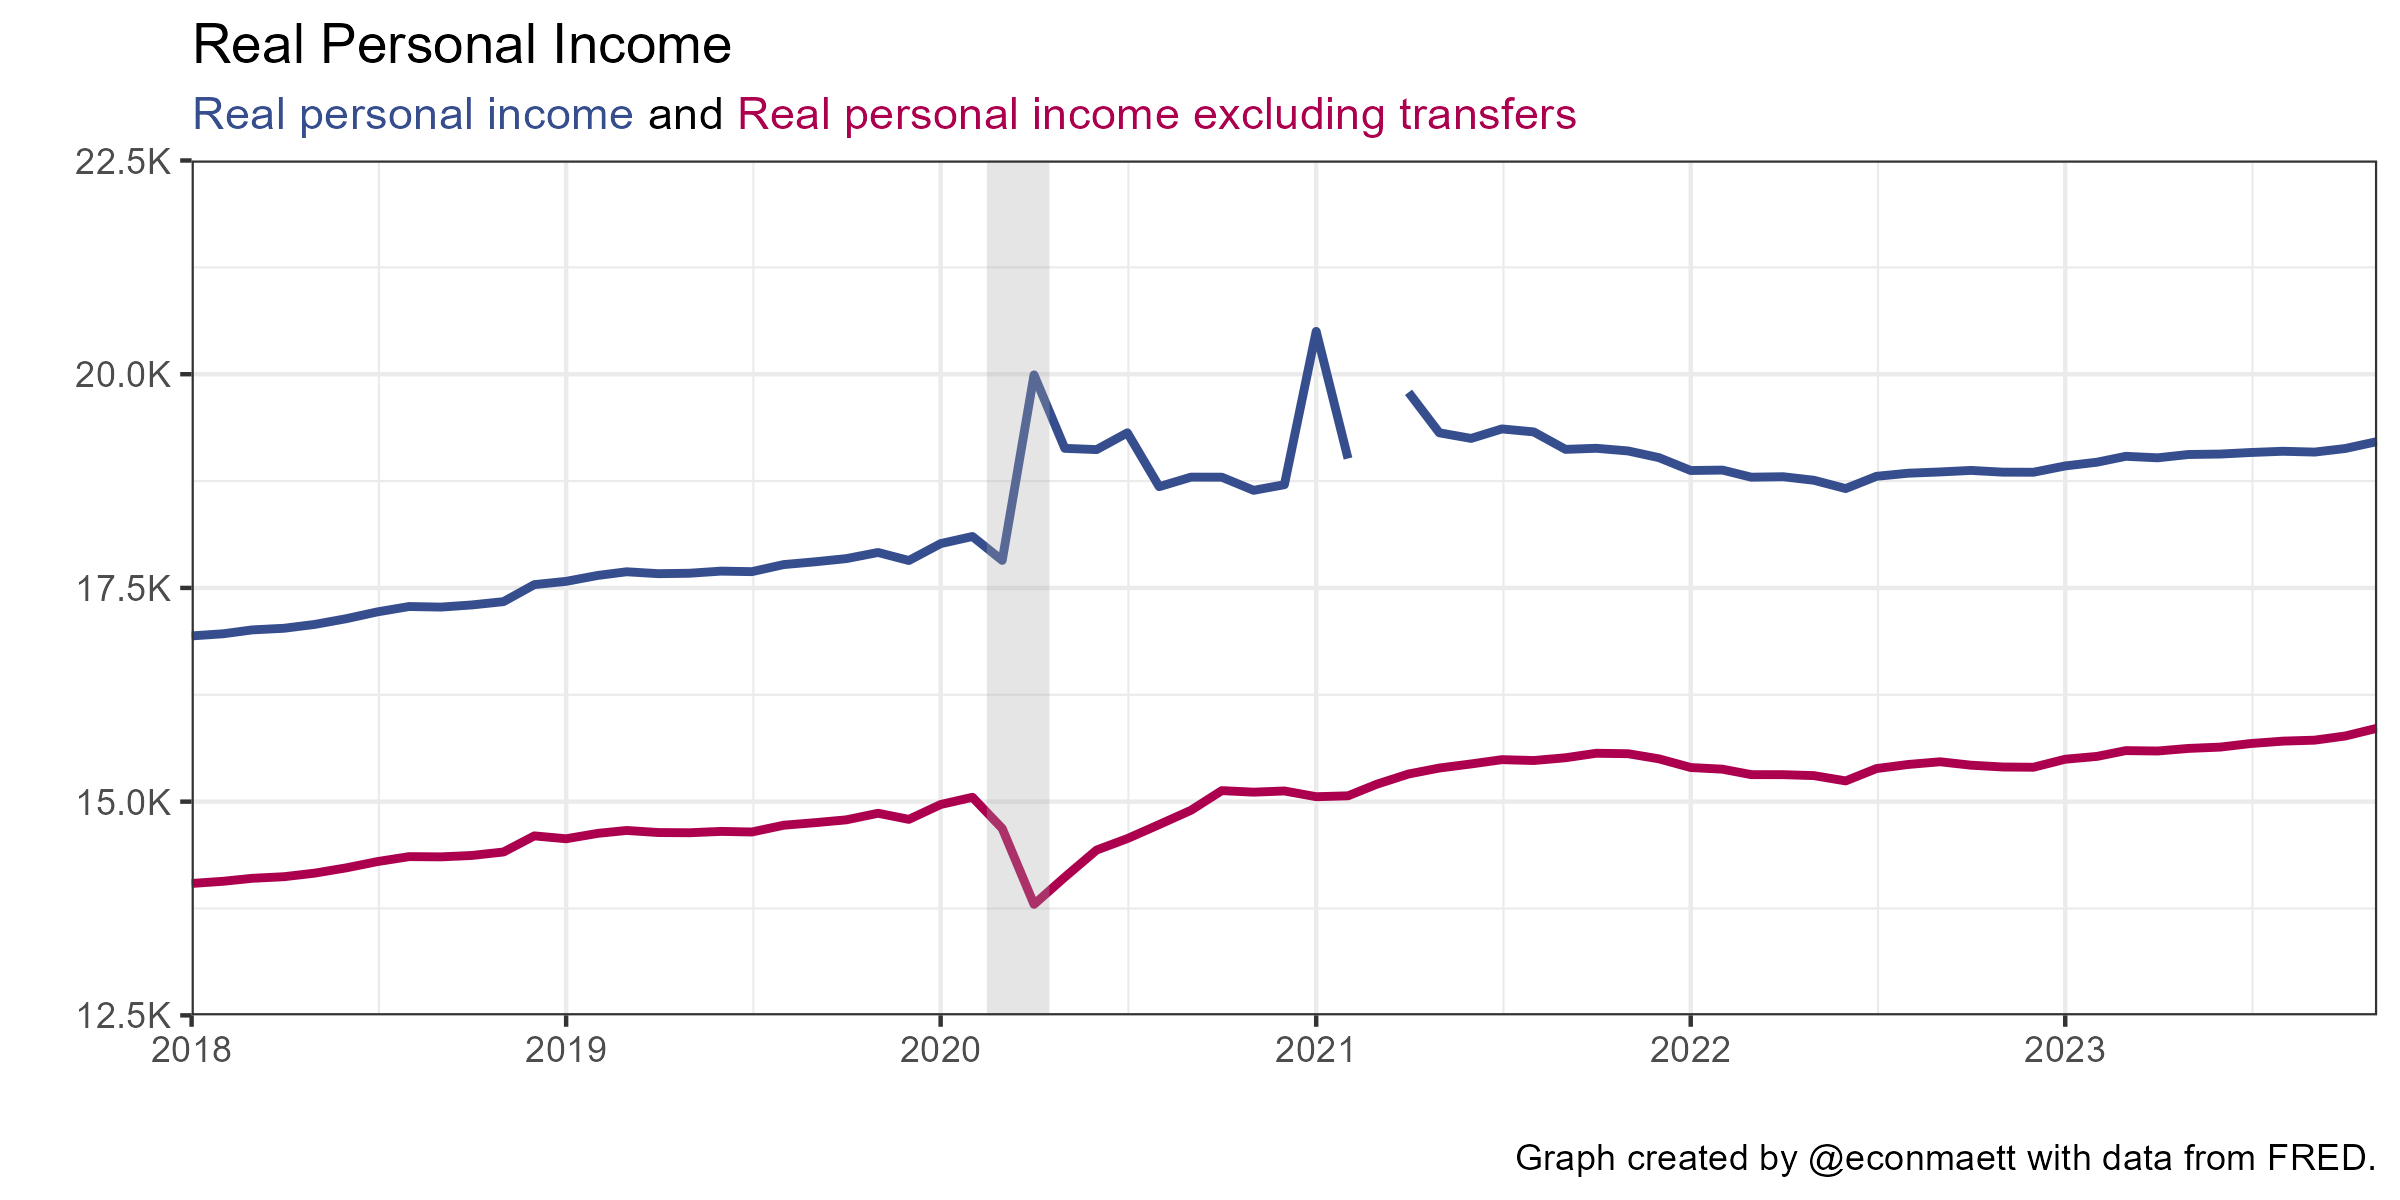 Real Personal Income
Real personal income and Real personal income excluding transfers
22.5K
20.0K
17.5K
15.0K
12.5K
2018 2019 2020 2021 2022 2023
Graph created by @econmaett with data from FRED.